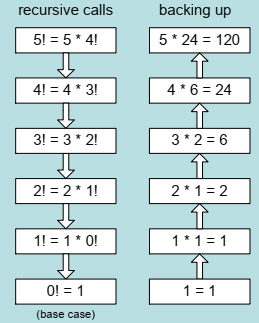 recursive calls
5! = 5 * 4!
4! = 4 * 3!
3! = 3 * 2!
2! = 2 * 1!
1! = 1 * 0!
0! = 1
(base case)
backing up
5 * 24 = 120
4 * 6 = 24
3 * 2 = 6
2 * 1 = 2
1 * 1 = 1
1 = 1